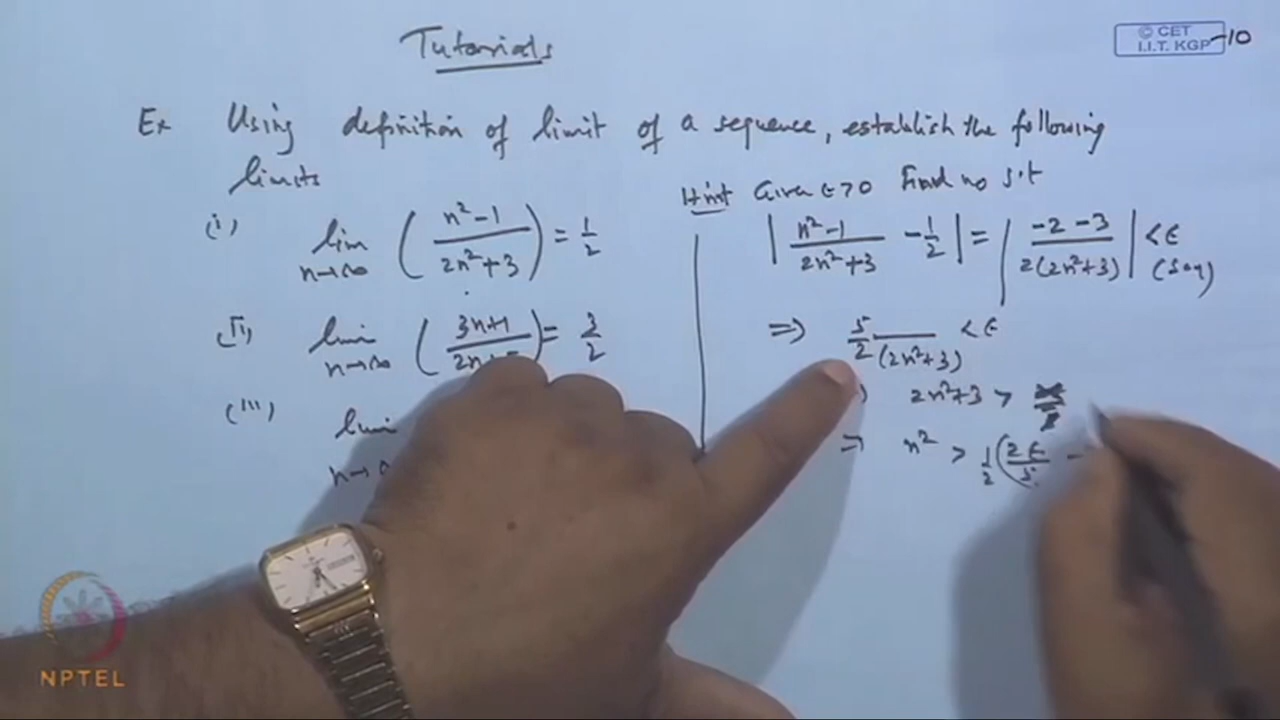 Tutorials
© CET
I.I.T. KGP
-10
Ex Using definition of limit of a sequence, establish the following
limits
(i) lim n→∞ ( n²-1 / 2n²+3 ) = 1/2
(ii) lim n→∞ ( 3n+1 / 2n+5 ) = 3/2
(iii) lim n→∞
Hint Given ε>0 Find no s.t
| n²-1 / 2n²+3 - 1/2 | = | -2-3 / 2(2n²+3) | < ε (say)
⇒ 5 / 2(2n²+3) < ε
2n²+3 >
⇒ n² > 1/2 ( 2ε / 5 -
NPTEL